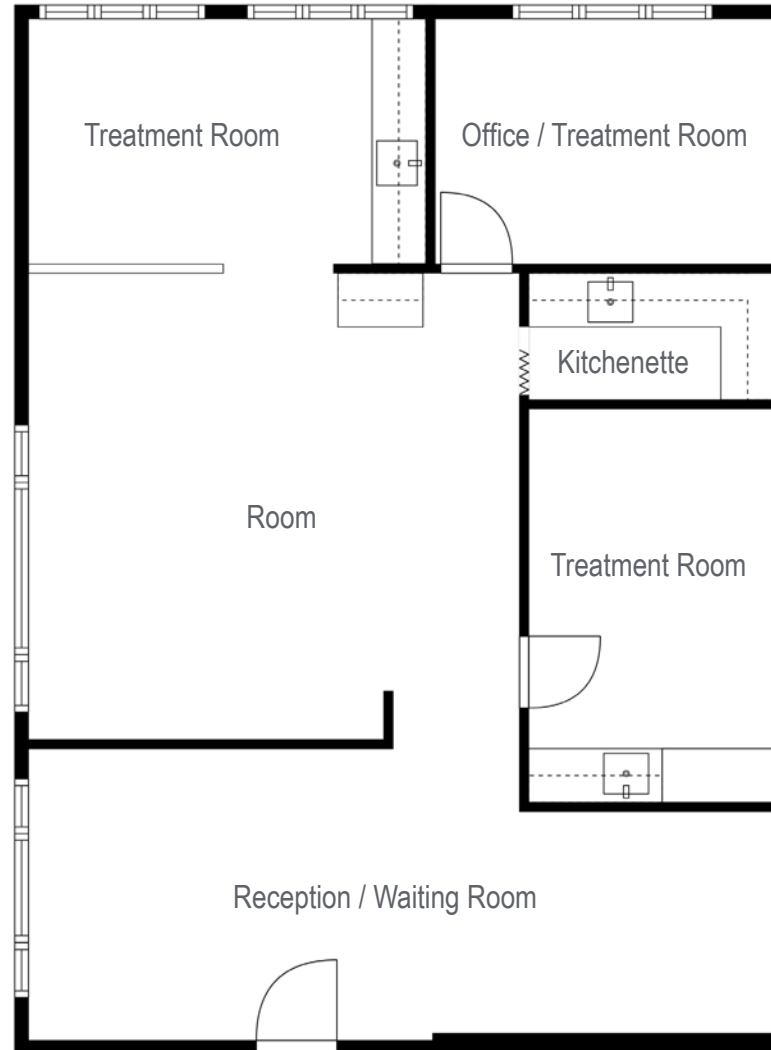 Treatment Room
Office / Treatment Room
Kitchenette
Room
Treatment Room
Reception / Waiting Room